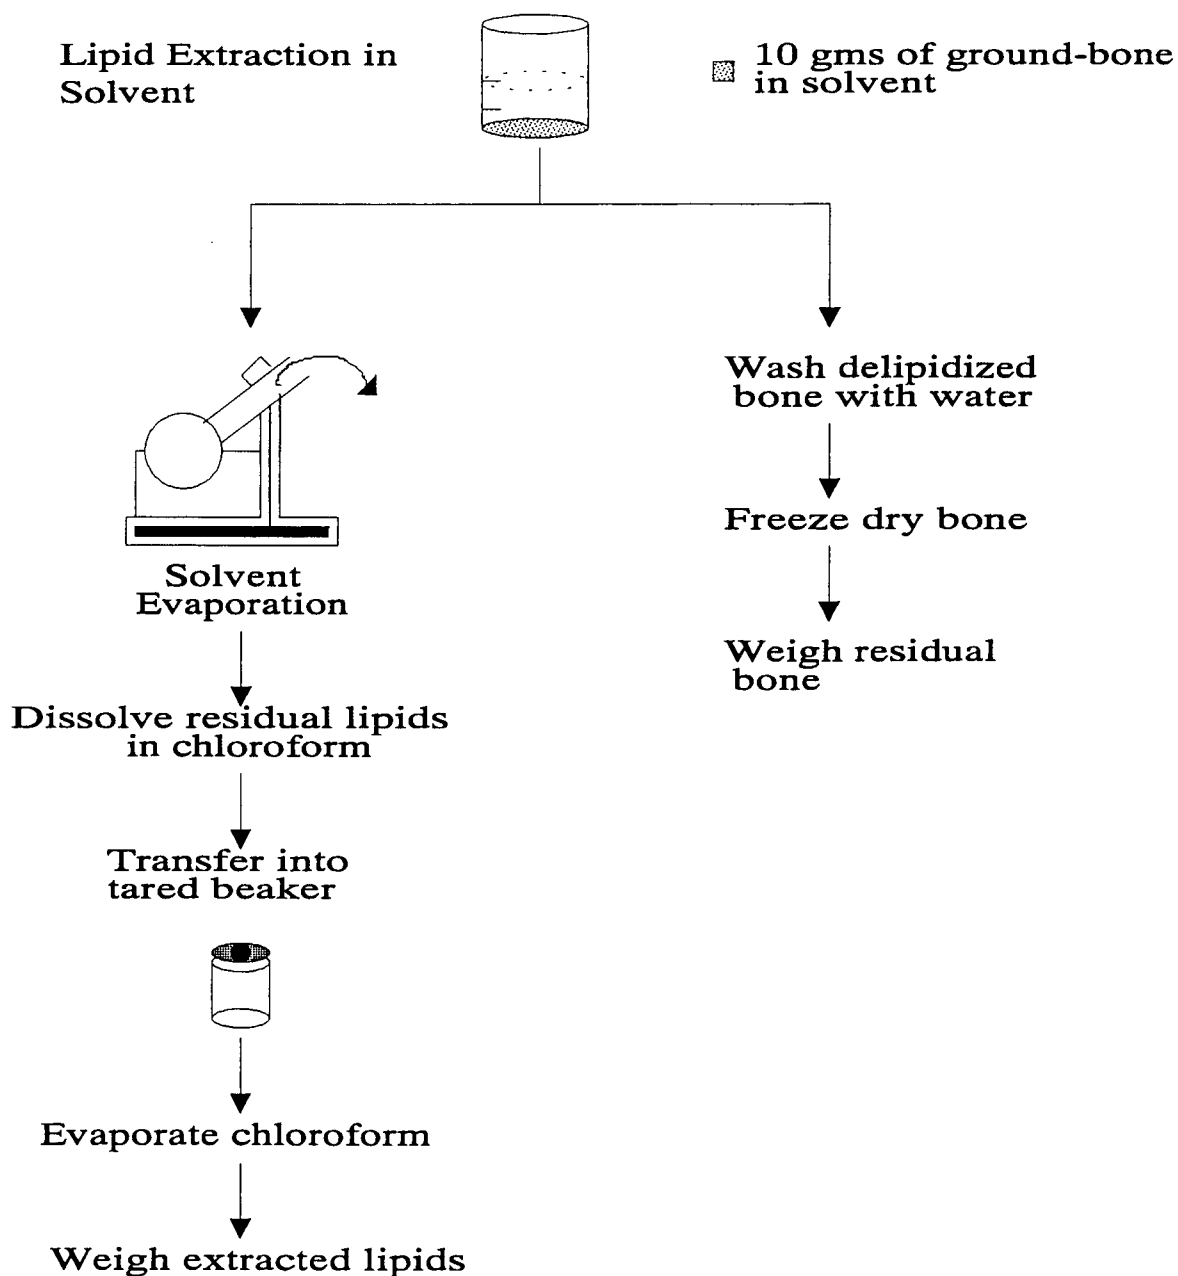 Lipid Extraction in
Solvent
10 gms of ground-bone
in solvent
Solvent
Evaporation
Dissolve residual lipids
in chloroform
Transfer into
tared beaker
Evaporate chloroform
Weigh extracted lipids
Wash delipidized
bone with water
Freeze dry bone
Weigh residual
bone